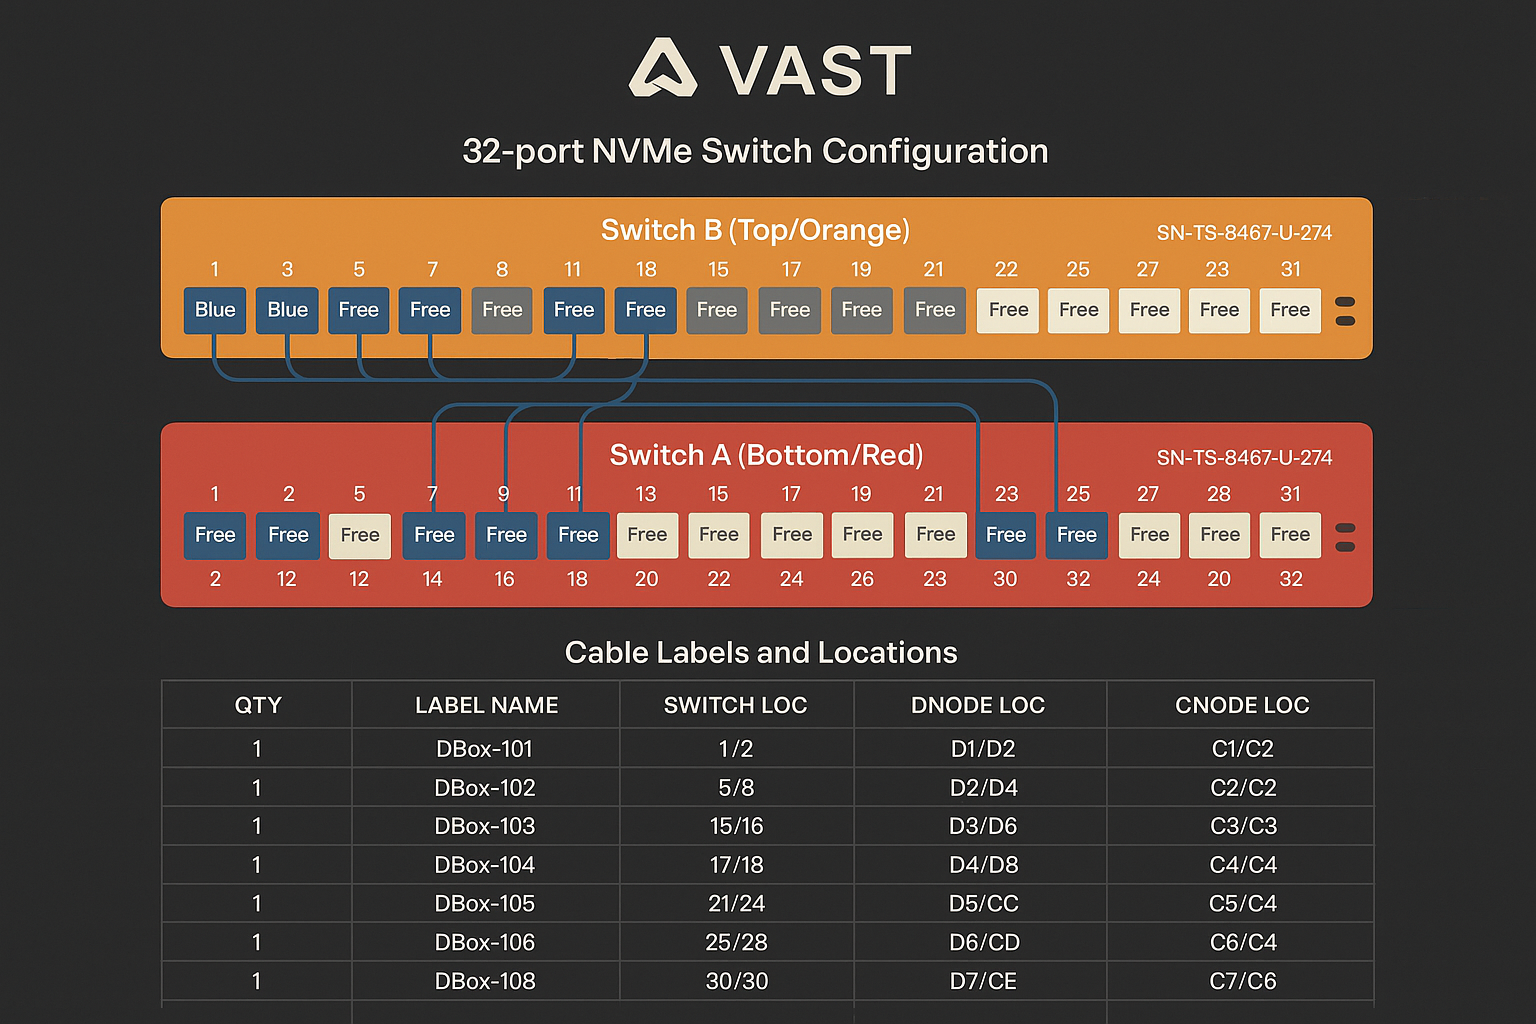 VAST
32-port NVMe Switch Configuration
Switch B (Top/Orange) SN-TS-8467-U-274
1 3 5 7 8 11 18 15 17 19 21 22 25 27 23 31
Blue Blue Free Free Free Free Free Free Free Free Free Free Free Free Free Free
Switch A (Bottom/Red) SN-TS-8467-U-274
1 2 5 7 9 11 13 15 17 19 21 23 25 27 28 31
Free Free Free Free Free Free Free Free Free Free Free Free Free Free Free Free
2 12 12 14 16 18 20 22 24 26 23 30 32 24 20 32
Cable Labels and Locations
QTY LABEL NAME SWITCH LOC DNODE LOC CNODE LOC
1 DBox-101 1/2 D1/D2 C1/C2
1 DBox-102 5/8 D2/D4 C2/C2
1 DBox-103 15/16 D3/D6 C3/C3
1 DBox-104 17/18 D4/D8 C4/C4
1 DBox-105 21/24 D5/CC C5/C4
1 DBox-106 25/28 D6/CD C6/C4
1 DBox-108 30/30 D7/CE C7/C6